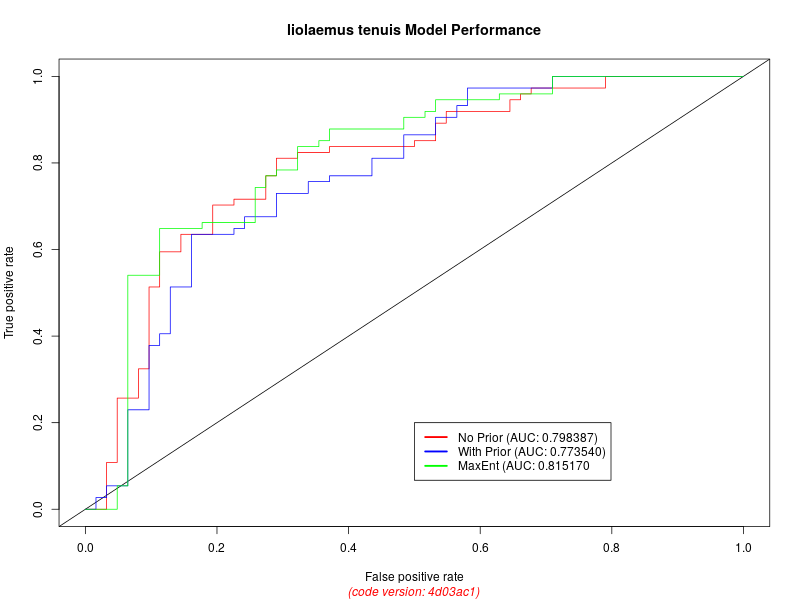 liolaemus tenuis Model Performance
True positive rate
1.0
0.8
0.6
0.4
0.2
0.0
No Prior (AUC: 0.798387)
With Prior (AUC: 0.773540)
MaxEnt (AUC: 0.815170
0.0 0.2 0.4 0.6 0.8 1.0
False positive rate
(code version: 4d03ac1)